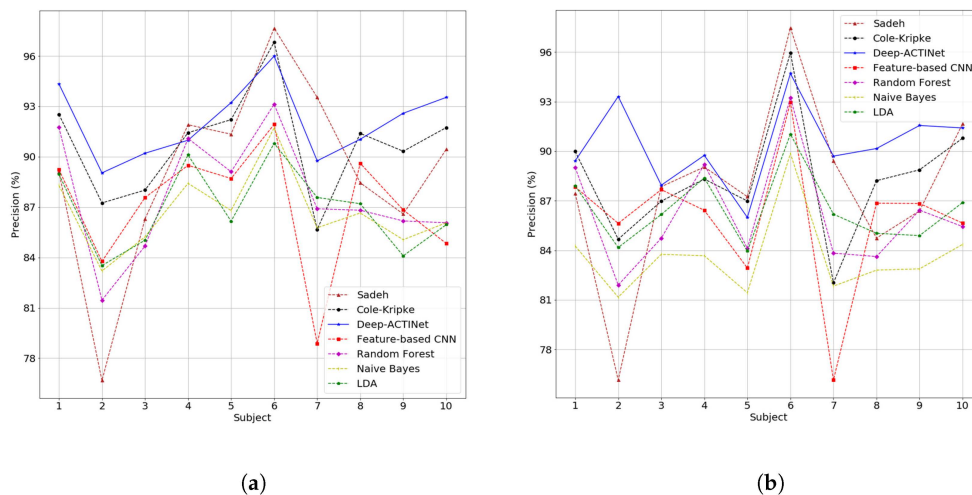 96
93
90
87
84
81
78
Precision (%)
1 2 3 4 5 6 7 8 9 10
Subject
Sadeh
Cole-Kripke
Deep-ACTINet
Feature-based CNN
Random Forest
Naive Bayes
LDA
(a)
96
93
90
87
84
81
78
Precision (%)
1 2 3 4 5 6 7 8 9 10
Subject
Sadeh
Cole-Kripke
Deep-ACTINet
Feature-based CNN
Random Forest
Naive Bayes
LDA
(b)